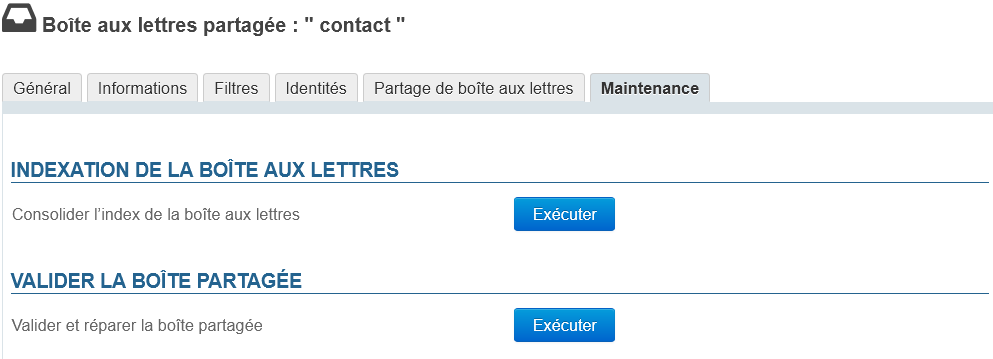 Boîte aux lettres partagée : " contact "
Général Informations Filtres Identités Partage de boîte aux lettres Maintenance
INDEXATION DE LA BOÎTE AUX LETTRES
Consolider l’index de la boîte aux lettres Exécuter
VALIDER LA BOÎTE PARTAGÉE
Valider et réparer la boîte partagée Exécuter